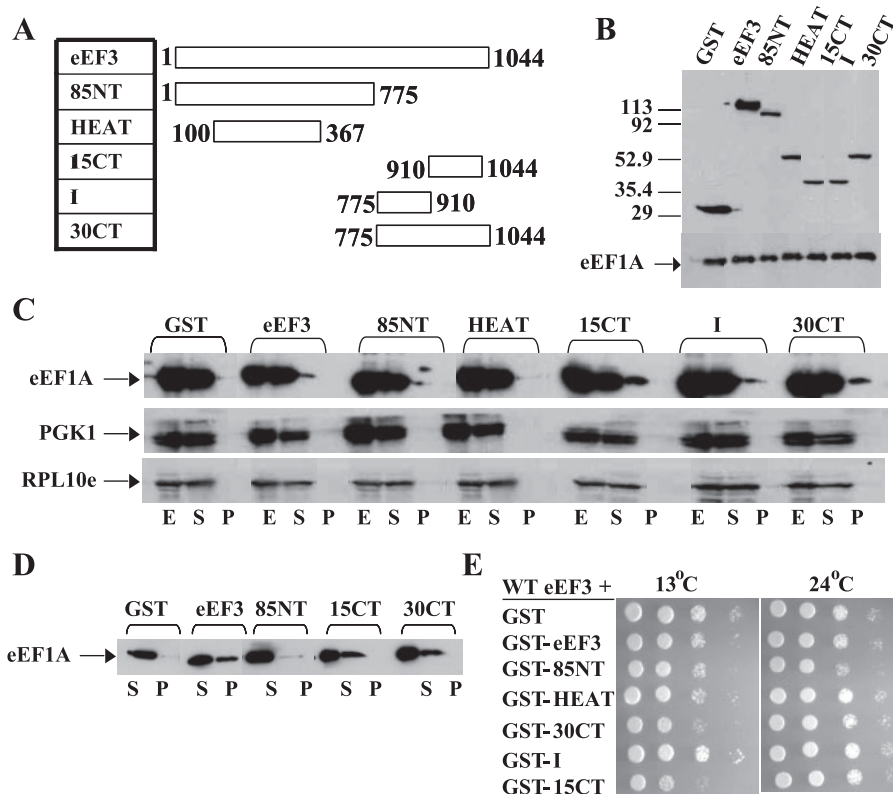 A
eEF3 1 1044
85NT 1 775
HEAT 100 367
15CT 910 1044
I 775 910
30CT 775 1044
B
GST eEF3 85NT HEAT 15CT I 30CT
113
92
52.9
35.4
29
eEF1A
C
GST eEF3 85NT HEAT 15CT I 30CT
eEF1A
PGK1
RPL10e
E S P E S P E S P E S P E S P E S P E S P
D
GST eEF3 85NT 15CT 30CT
eEF1A
S P S P S P S P S P
E
WT eEF3 + 13°C 24°C
GST
GST-eEF3
GST-85NT
GST-HEAT
GST-30CT
GST-I
GST-15CT